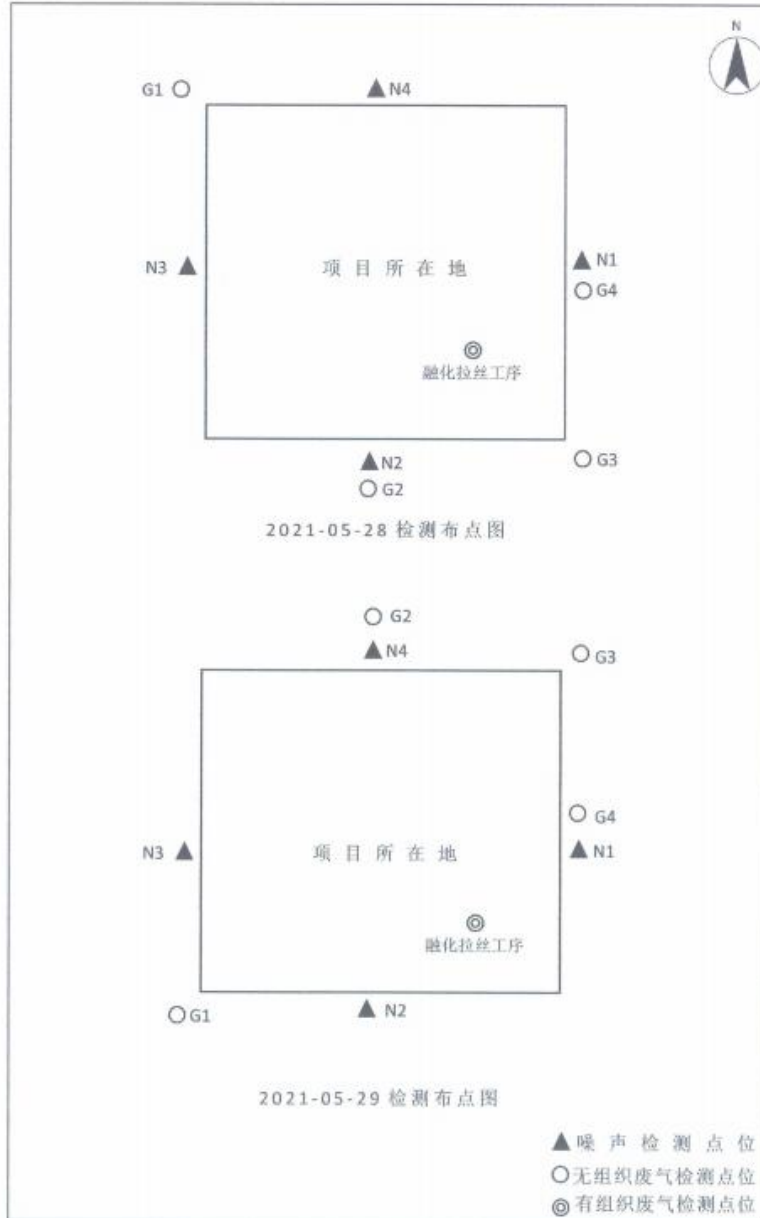 N
G1
N4
N3
项目所在地
N1
G4
融化拉丝工序
G3
N2
G2
2021-05-28 检测布点图
G2
N4
G3
G4
N3
项目所在地
N1
融化拉丝工序
G1
N2
2021-05-29 检测布点图
噪声检测点位
无组织废气检测点位
有组织废气检测点位